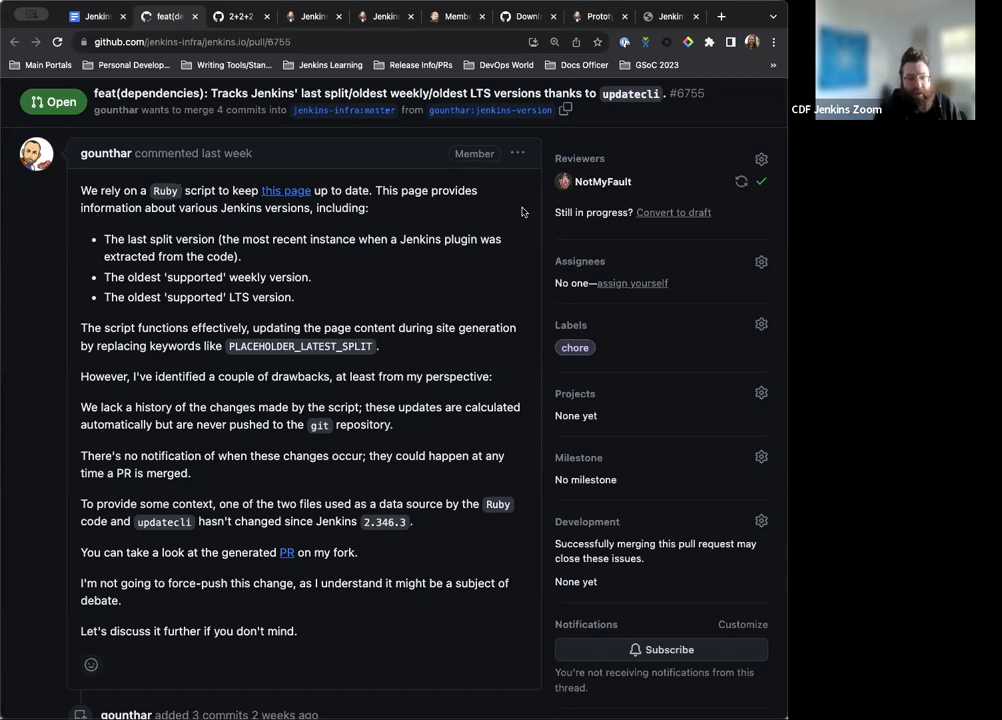 Jenkins
feat(de
2+2+2
Jenkin
Jenkin
Membe
Downl
Prototy
Jenkin
github.com/jenkins-infra/jenkins.io/pull/6755
Main Portals
Personal Develop...
Writing Tools/Stan...
Jenkins Learning
Release Info/PRs
DevOps World
Docs Officer
GSoC 2023
»
Open
feat(dependencies): Tracks Jenkins' last split/oldest weekly/oldest LTS versions thanks to updatecli. #6755
gounthar wants to merge 4 commits into jenkins-infra:master from gounthar:jenkins-version
CDF Jenkins Zoom
gounthar commented last week
Member
We rely on a Ruby script to keep this page up to date. This page provides
information about various Jenkins versions, including:
• The last split version (the most recent instance when a Jenkins plugin was
extracted from the code).
• The oldest 'supported' weekly version.
• The oldest 'supported' LTS version.
The script functions effectively, updating the page content during site generation
by replacing keywords like PLACEHOLDER_LATEST_SPLIT.
However, I've identified a couple of drawbacks, at least from my perspective:
We lack a history of the changes made by the script; these updates are calculated
automatically but are never pushed to the git repository.
There's no notification of when these changes occur; they could happen at any
time a PR is merged.
To provide some context, one of the two files used as a data source by the Ruby
code and updatecli hasn't changed since Jenkins 2.346.3.
You can take a look at the generated PR on my fork.
I'm not going to force-push this change, as I understand it might be a subject of
debate.
Let's discuss it further if you don't mind.
gounthar added 3 commits 2 weeks ago
Reviewers
NotMyFault
Still in progress? Convert to draft
Assignees
No one—assign yourself
Labels
chore
Projects
None yet
Milestone
No milestone
Development
Successfully merging this pull request may
close these issues.
None yet
Notifications
Customize
Subscribe
You're not receiving notifications from this
thread.